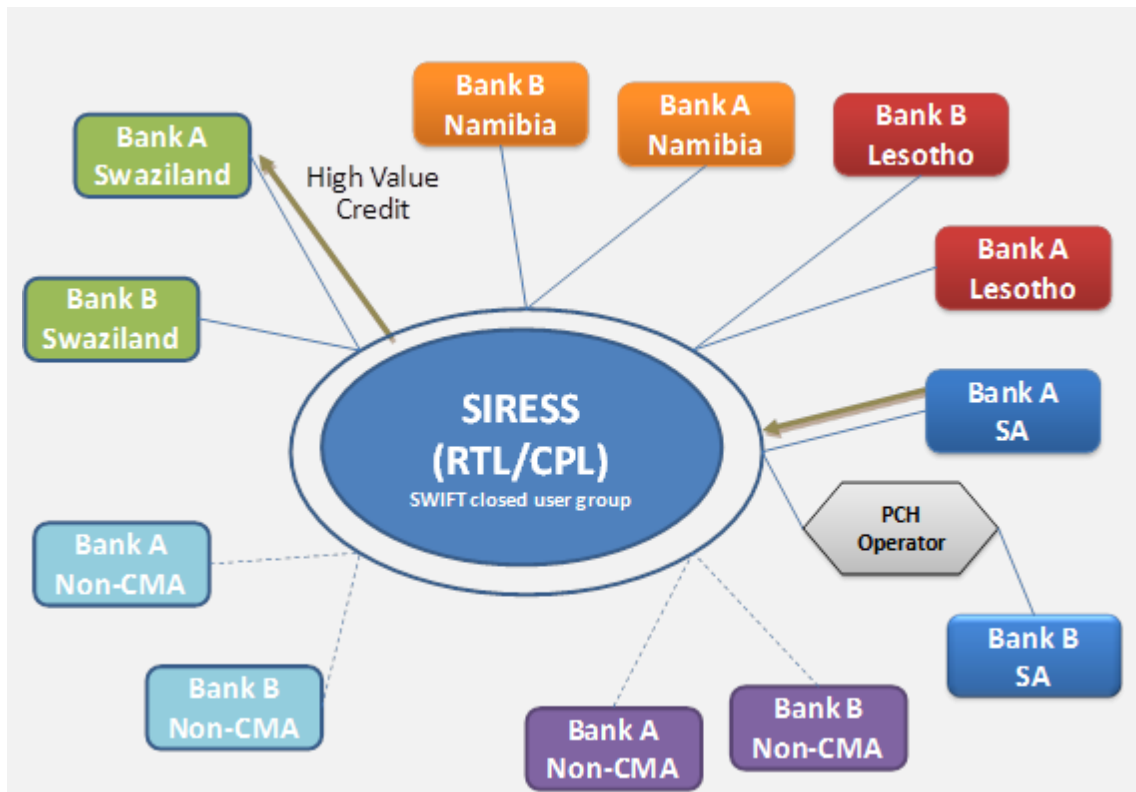 Bank B
Namibia
Bank A
Namibia
Bank B
Lesotho
Bank A
Swaziland
High Value
Credit
Bank A
Lesotho
Bank B
Swaziland
Bank A
SA
SIRESS
(RTL/CPL)
SWIFT closed user group
PCH
Operator
Bank A
Non-CMA
Bank B
SA
Bank B
Non-CMA
Bank A
Non-CMA
Bank B
Non-CMA